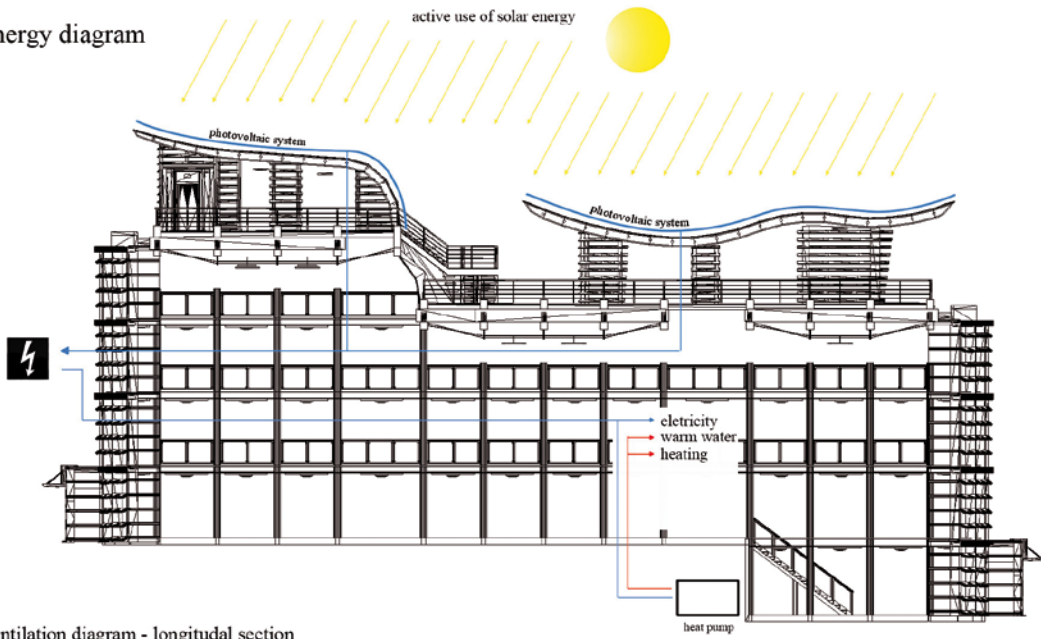 active use of solar energy
nergy diagram
photovoltaic system
photovoltaic system
eletricity
warm water
heating
heat pump
ntilation diagram - longitudal section